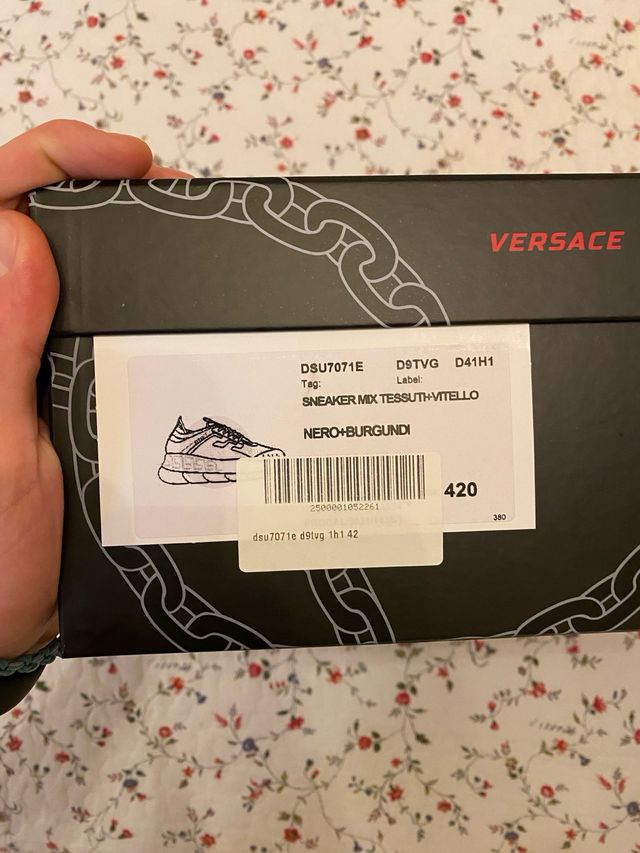 VERSACE
DSU7071E D9TVG D41H1
Tag: Label:
SNEAKER MIX TESSUTI+VITELLO
NERO+BURGUNDI
420
2500001052261
380
dsu7071e d9tvg 1h1 42